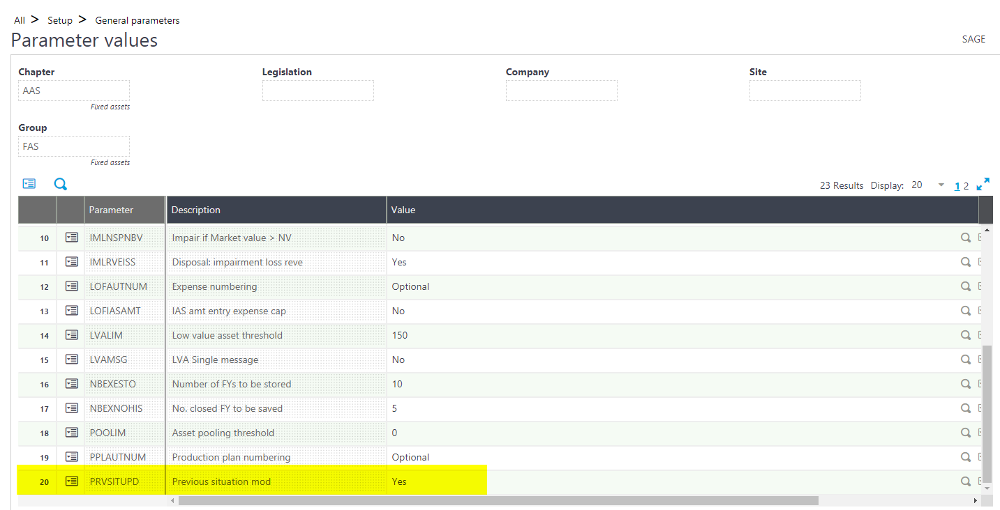 All > Setup > General parameters
Parameter values
SAGE
Chapter Legislation Company Site
AAS
Fixed assets
Group
FAS
Fixed assets
23 Results Display: 20 1 2
Parameter Description Value
10 IMLNSPNBV Impair if Market value > NV No
11 IMLRVEISS Disposal: impairment loss reve Yes
12 LOFAUTNUM Expense numbering Optional
13 LOFIASAMT IAS amt entry expense cap No
14 LVALIM Low value asset threshold 150
15 LVAMSG LVA Single message No
16 NBEXESTO Number of FYs to be stored 10
17 NBEXNOHIS No. closed FY to be saved 5
18 POOLIM Asset pooling threshold 0
19 PPLAUTNUM Production plan numbering Optional
20 PRVSITUPD Previous situation mod Yes